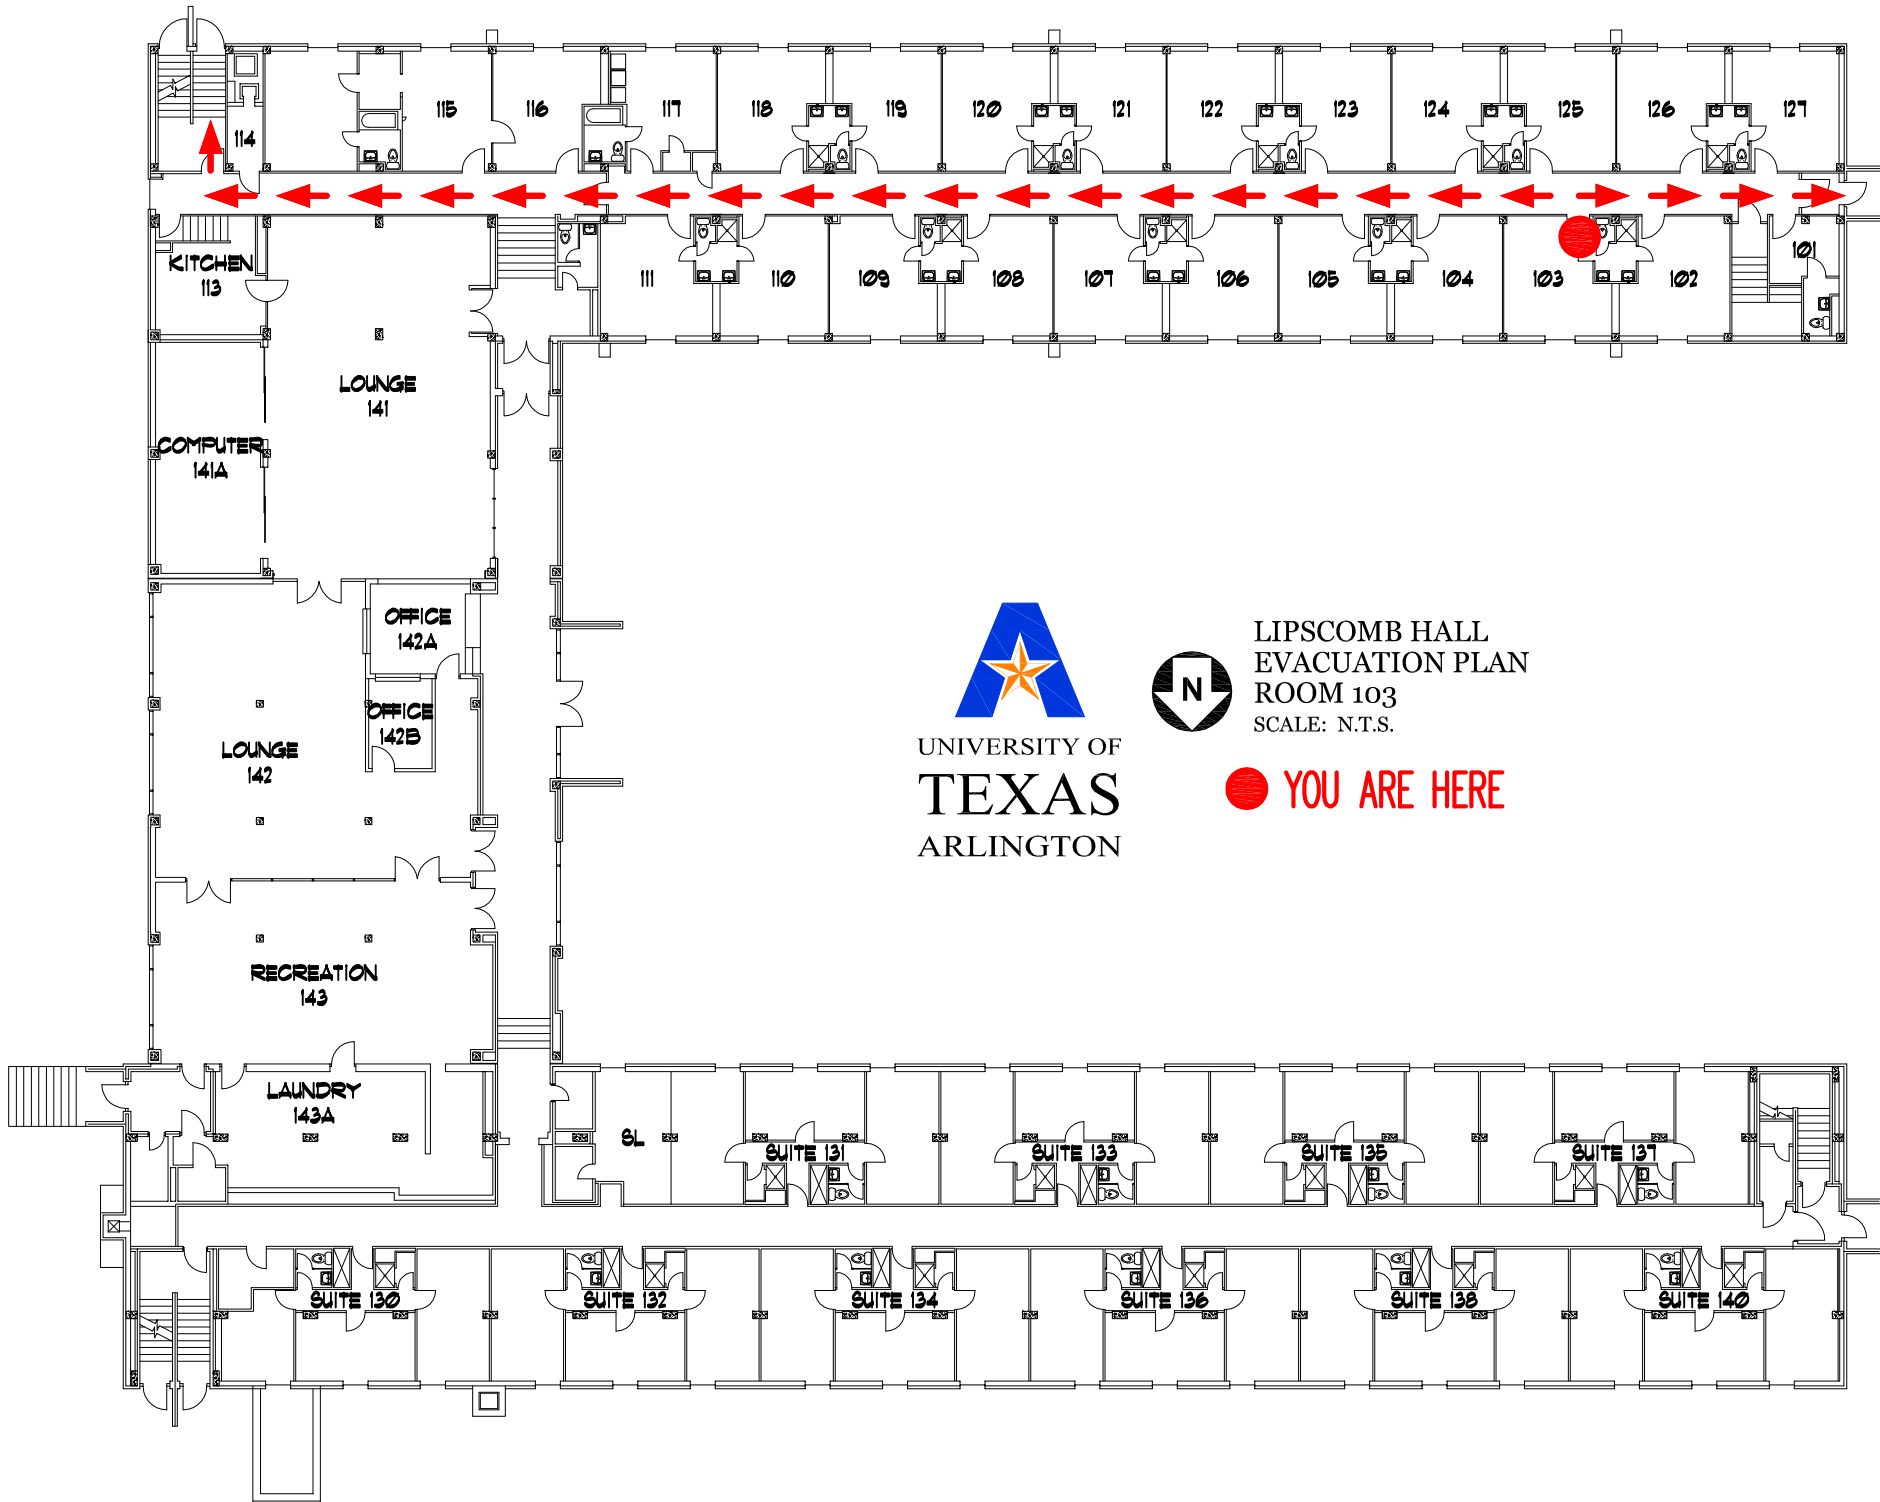 114
115
116
117
118
119
120
121
122
123
124
125
126
127
KITCHEN
113
111
110
109
108
107
106
105
104
103
102
101
LOUNGE
141
COMPUTER
141A
OFFICE
142A
OFFICE
142B
LOUNGE
142
UNIVERSITY OF
TEXAS
ARLINGTON
N
LIPSCOMB HALL
EVACUATION PLAN
ROOM 103
SCALE: N.T.S.
YOU ARE HERE
RECREATION
143
LAUNDRY
143A
SL
SUITE 131
SUITE 133
SUITE 135
SUITE 137
SUITE 130
SUITE 132
SUITE 134
SUITE 136
SUITE 138
SUITE 140